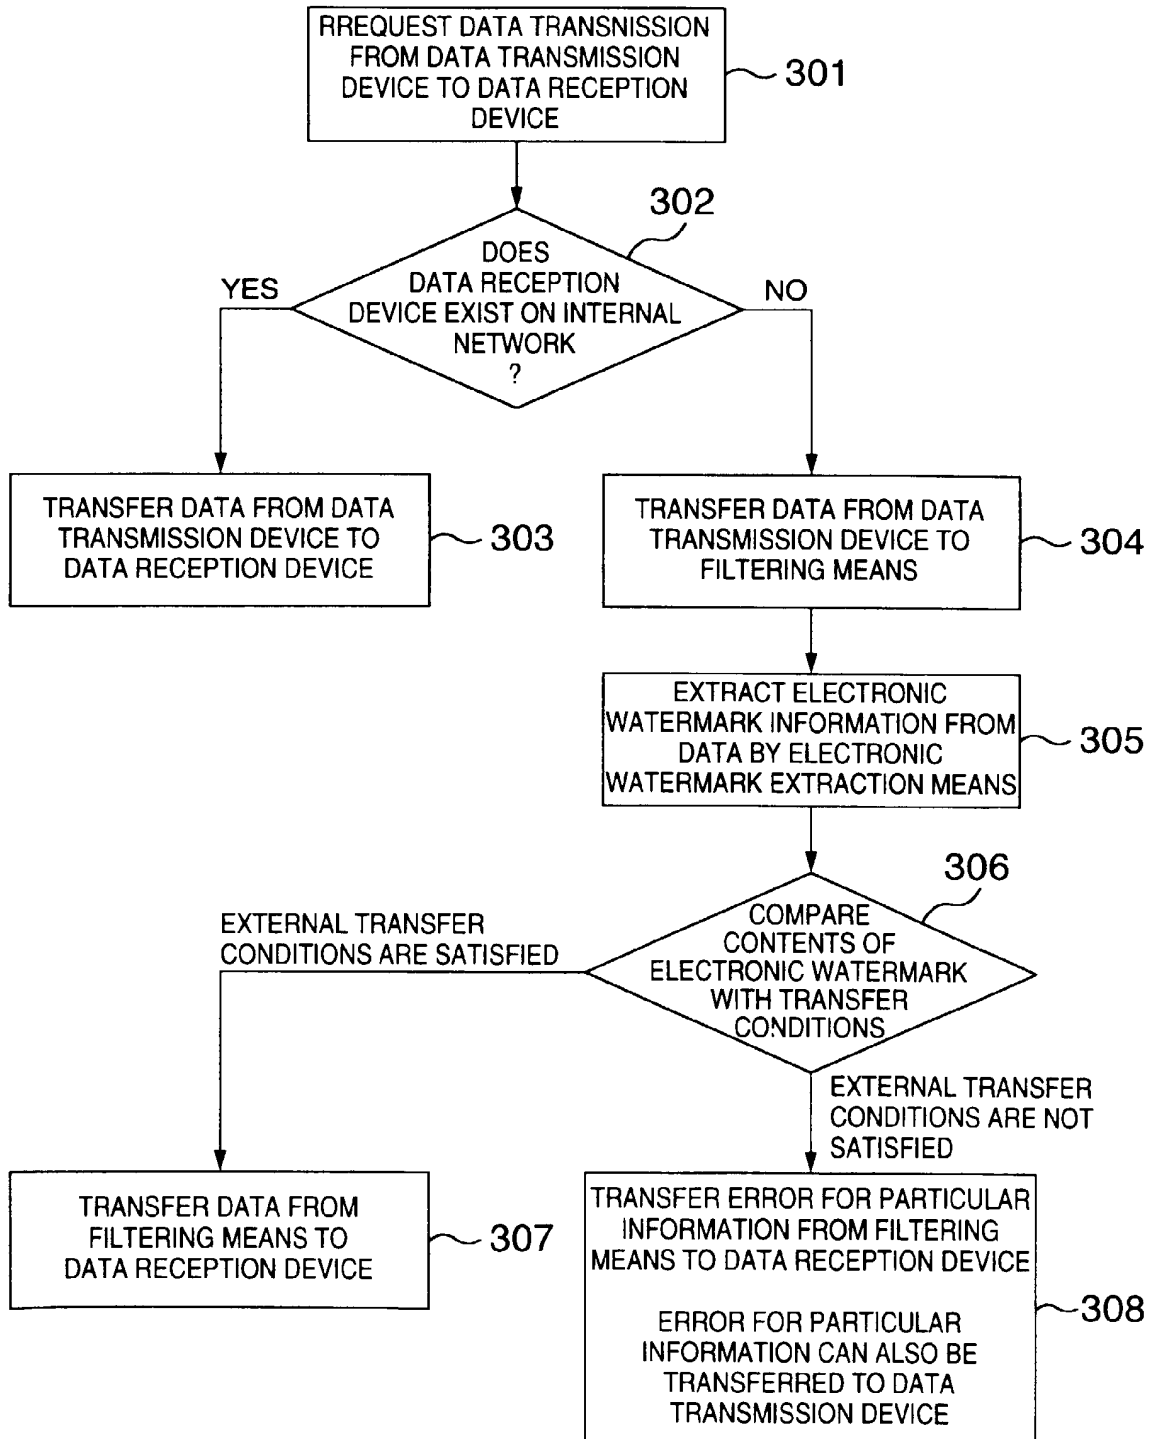 RREQUEST DATA TRANSNISSION
FROM DATA TRANSMISSION
DEVICE TO DATA RECEPTION
DEVICE
301
302
DOES
DATA RECEPTION
DEVICE EXIST ON INTERNAL
NETWORK
?
YES
NO
TRANSFER DATA FROM DATA
TRANSMISSION DEVICE TO
DATA RECEPTION DEVICE
303
TRANSFER DATA FROM DATA
TRANSMISSION DEVICE TO
FILTERING MEANS
304
EXTRACT ELECTRONIC
WATERMARK INFORMATION FROM
DATA BY ELECTRONIC
WATERMARK EXTRACTION MEANS
305
306
COMPARE
CONTENTS OF
ELECTRONIC WATERMARK
WITH TRANSFER
CONDITIONS
EXTERNAL TRANSFER
CONDITIONS ARE SATISFIED
EXTERNAL TRANSFER
CONDITIONS ARE NOT
SATISFIED
TRANSFER DATA FROM
FILTERING MEANS TO
DATA RECEPTION DEVICE
307
TRANSFER ERROR FOR PARTICULAR
INFORMATION FROM FILTERING
MEANS TO DATA RECEPTION DEVICE
ERROR FOR PARTICULAR
INFORMATION CAN ALSO BE
TRANSFERRED TO DATA
TRANSMISSION DEVICE
308